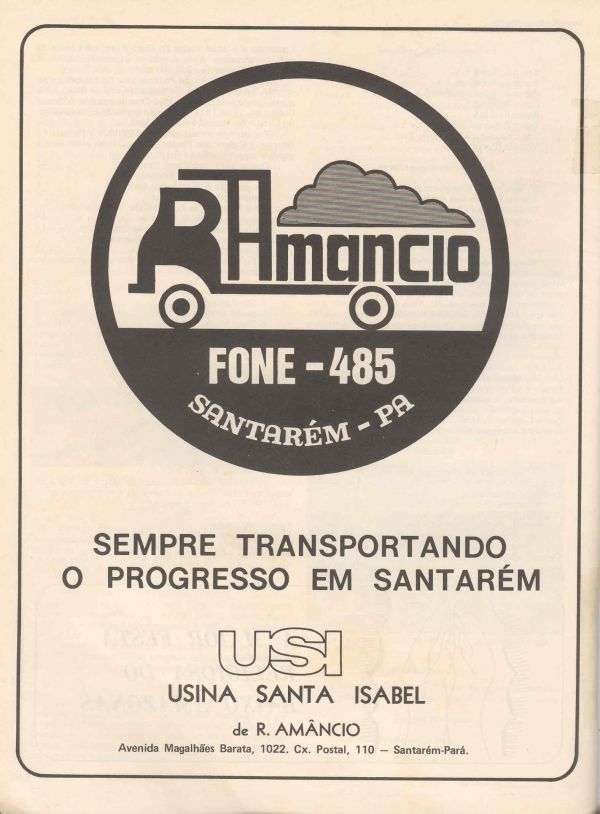 RAmancio
FONE - 485
SANTARÉM - PA
SEMPRE TRANSPORTANDO
O PROGRESSO EM SANTARÉM
USI
USINA SANTA ISABEL
de R. AMÂNCIO
Avenida Magalhães Barata, 1022. Cx. Postal, 110 – Santarém-Pará.